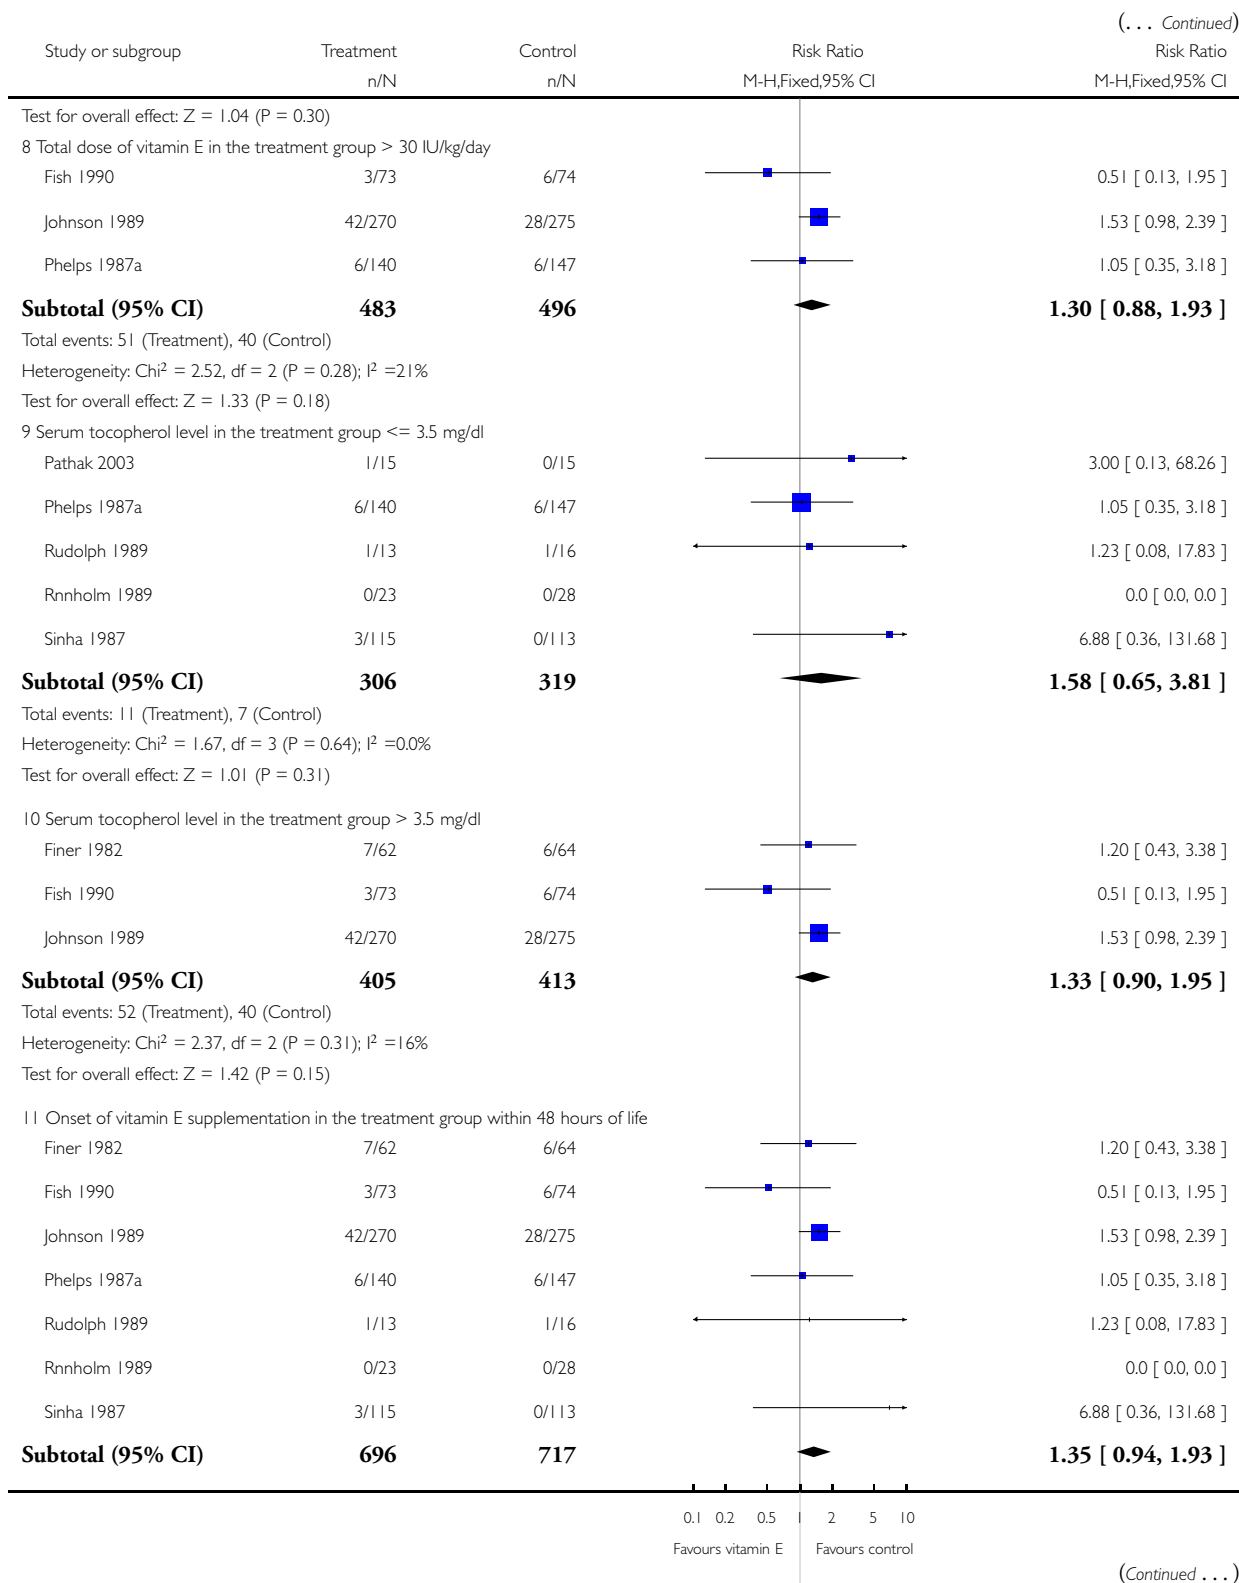 (... Continued)
Study or subgroup Treatment Control Risk Ratio Risk Ratio
n/N n/N M-H,Fixed,95% CI M-H,Fixed,95% CI
Test for overall effect: Z = 1.04 (P = 0.30)
8 Total dose of vitamin E in the treatment group > 30 IU/kg/day
Fish 1990 3/73 6/74 0.51 [ 0.13, 1.95 ]
Johnson 1989 42/270 28/275 1.53 [ 0.98, 2.39 ]
Phelps 1987a 6/140 6/147 1.05 [ 0.35, 3.18 ]
Subtotal (95% CI) 483 496 1.30 [ 0.88, 1.93 ]
Total events: 51 (Treatment), 40 (Control)
Heterogeneity: Chi² = 2.52, df = 2 (P = 0.28); I² =21%
Test for overall effect: Z = 1.33 (P = 0.18)
9 Serum tocopherol level in the treatment group <= 3.5 mg/dl
Pathak 2003 1/15 0/15 3.00 [ 0.13, 68.26 ]
Phelps 1987a 6/140 6/147 1.05 [ 0.35, 3.18 ]
Rudolph 1989 1/13 1/16 1.23 [ 0.08, 17.83 ]
Rnnholm 1989 0/23 0/28 0.0 [ 0.0, 0.0 ]
Sinha 1987 3/115 0/113 6.88 [ 0.36, 131.68 ]
Subtotal (95% CI) 306 319 1.58 [ 0.65, 3.81 ]
Total events: 11 (Treatment), 7 (Control)
Heterogeneity: Chi² = 1.67, df = 3 (P = 0.64); I² =0.0%
Test for overall effect: Z = 1.01 (P = 0.31)
10 Serum tocopherol level in the treatment group > 3.5 mg/dl
Finer 1982 7/62 6/64 1.20 [ 0.43, 3.38 ]
Fish 1990 3/73 6/74 0.51 [ 0.13, 1.95 ]
Johnson 1989 42/270 28/275 1.53 [ 0.98, 2.39 ]
Subtotal (95% CI) 405 413 1.33 [ 0.90, 1.95 ]
Total events: 52 (Treatment), 40 (Control)
Heterogeneity: Chi² = 2.37, df = 2 (P = 0.31); I² =16%
Test for overall effect: Z = 1.42 (P = 0.15)
11 Onset of vitamin E supplementation in the treatment group within 48 hours of life
Finer 1982 7/62 6/64 1.20 [ 0.43, 3.38 ]
Fish 1990 3/73 6/74 0.51 [ 0.13, 1.95 ]
Johnson 1989 42/270 28/275 1.53 [ 0.98, 2.39 ]
Phelps 1987a 6/140 6/147 1.05 [ 0.35, 3.18 ]
Rudolph 1989 1/13 1/16 1.23 [ 0.08, 17.83 ]
Rnnholm 1989 0/23 0/28 0.0 [ 0.0, 0.0 ]
Sinha 1987 3/115 0/113 6.88 [ 0.36, 131.68 ]
Subtotal (95% CI) 696 717 1.35 [ 0.94, 1.93 ]
0.1 0.2 0.5 1 2 5 10
Favours vitamin E Favours control
(Continued ...)